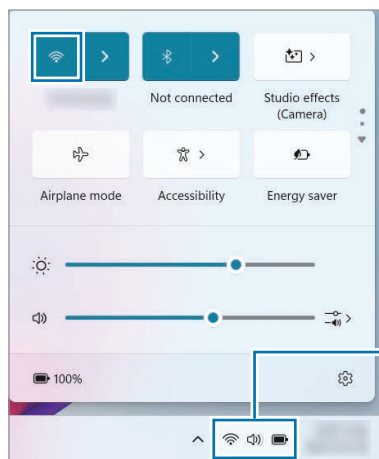 Not connected
Studio effects
(Camera)
Airplane mode
Accessibility
Energy saver
100%